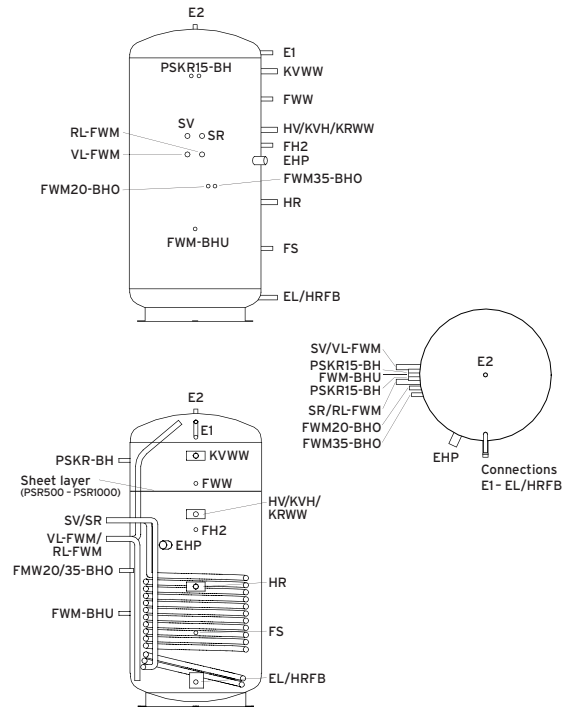 E2
E1
PSKR15-BH
KVWW
FWW
SV
RL-FWM
SR
HV/KVH/KRWW
FH2
VL-FWM
EHP
FWM20-BHO
FWM35-BHO
HR
FWM-BHU
FS
EL/HRFB
SV/VL-FWM
PSKR15-BH
FWM-BHU
PSKR15-BH
SR/RL-FWM
FWM20-BHO
FWM35-BHO
E2
EHP
Connections
E1– EL/HRFB
E2
E1
PSKR-BH
KVWW
Sheet layer
(PSR500 – PSR1000)
FWW
SV/SR
HV/KVH/
KRWW
VL-FWM/
RL-FWM
FH2
EHP
FMW20/35-BHO
HR
FWM-BHU
FS
EL/HRFB